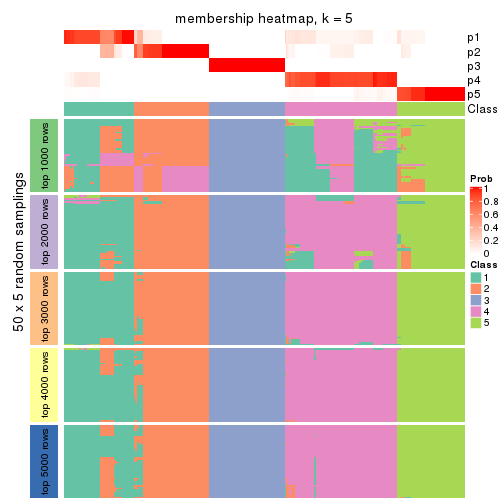 membership heatmap, k = 5
p1
p2
p3
p4
p5
Class
50 x 5 random samplings
top 1000 rows
top 2000 rows
top 3000 rows
top 4000 rows
top 5000 rows
Prob
1
0.8
0.6
0.4
0.2
0
Class
1
2
3
4
5